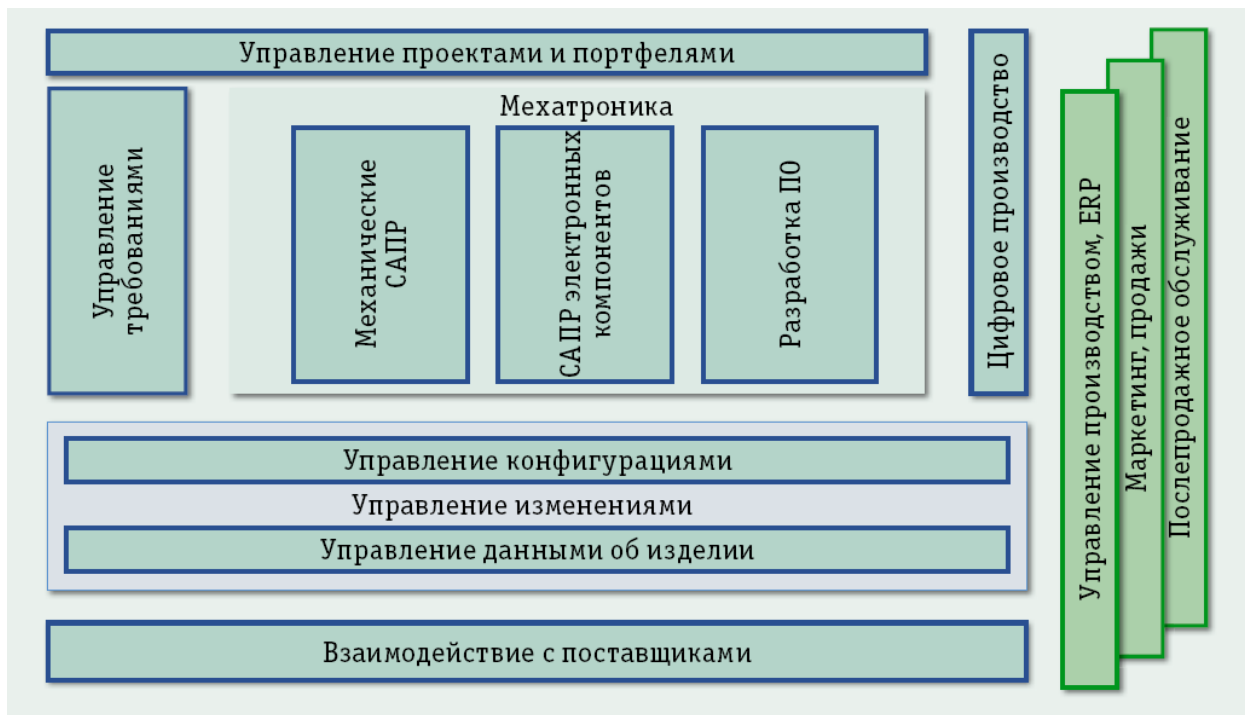 Управление проектами и портфелями
Управление
требованиями
Мехатроника
Механические
САПР
САПР электронных
компонентов
Разработка ПО
Цифровое производство
Управление производством, ERP
Маркетинг, продажи
Послепродажное обслуживание
Управление конфигурациями
Управление изменениями
Управление данными об изделии
Взаимодействие с поставщиками